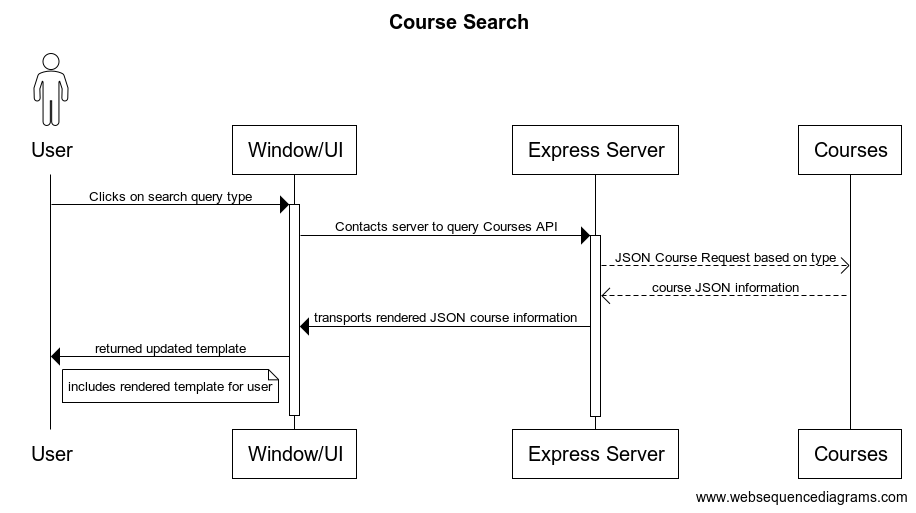 Course Search
User
Window/UI
Express Server
Courses
Clicks on search query type
Contacts server to query Courses API
JSON Course Request based on type
course JSON information
transports rendered JSON course information
returned updated template
includes rendered template for user
User
Window/UI
Express Server
Courses
www.websequencediagrams.com